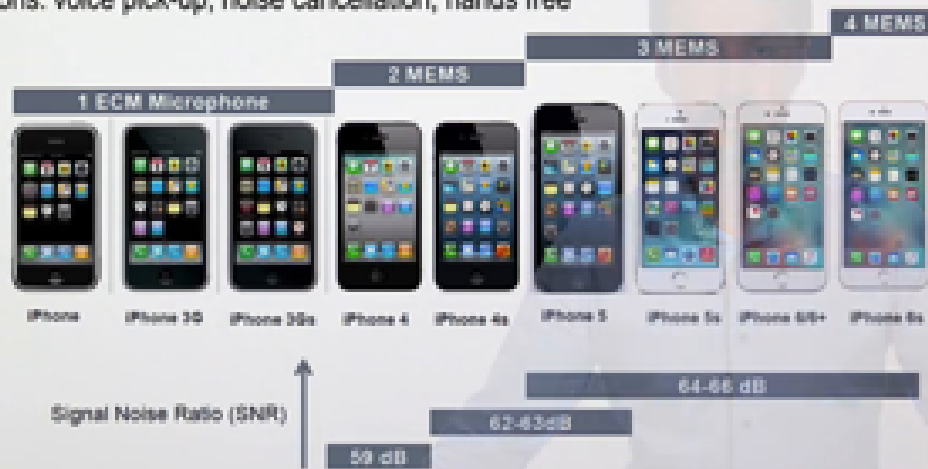 ons: voice pick-up, noise cancellation, hands free
4 MEMS
3 MEMS
2 MEMS
1 ECM Microphone
iPhone
iPhone 3G
iPhone 3Gs
iPhone 4
iPhone 4s
iPhone 5
iPhone 5s
iPhone 6/6+
iPhone 6s
64-66 dB
Signal Noise Ratio (SNR)
62-63dB
59 dB